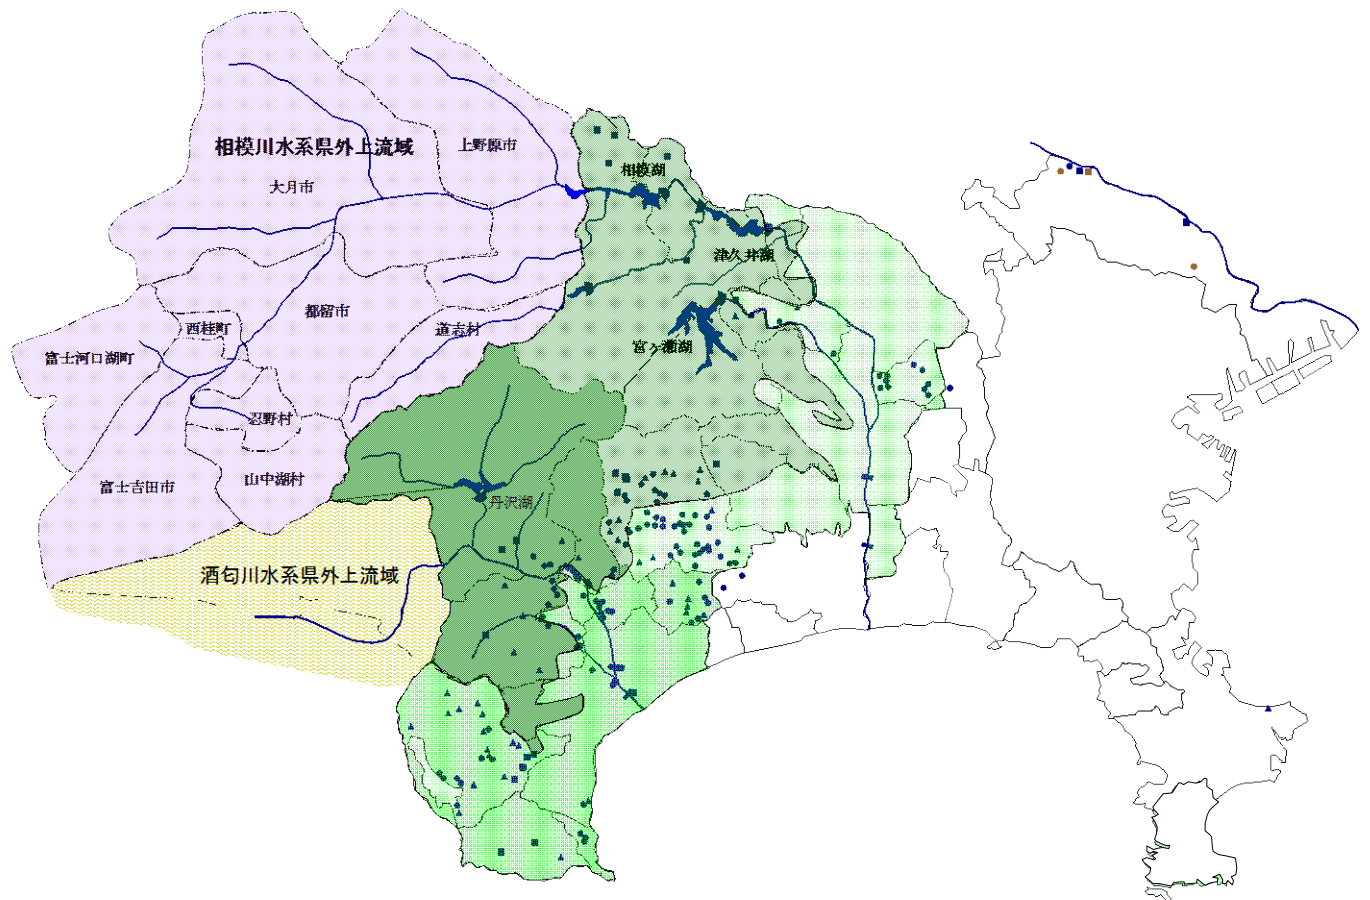 相模川水系県外上流域
上野原市
大月市
相模湖
津久井湖
都留市
西桂町
道志村
宮ヶ瀬湖
富士河口湖町
忍野村
山中湖村
富士吉田市
丹沢湖
酒匂川水系県外上流域